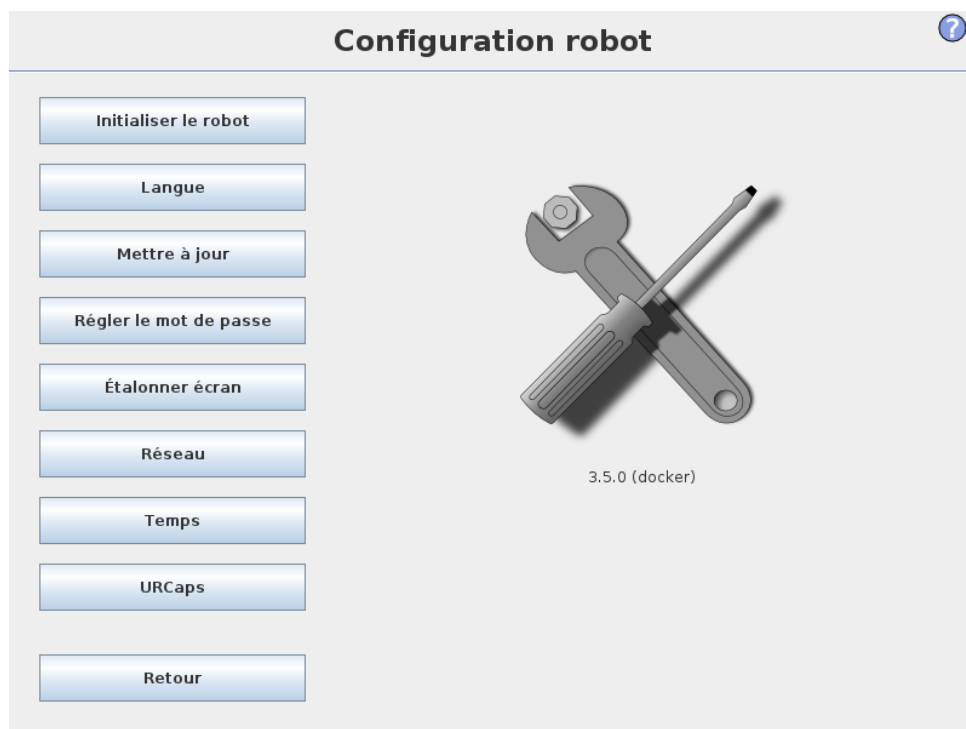 Configuration robot
?
Initialiser le robot
Langue
Mettre à jour
Régler le mot de passe
Étalonner écran
Réseau
Temps
URCaps
Retour
3.5.0 (docker)